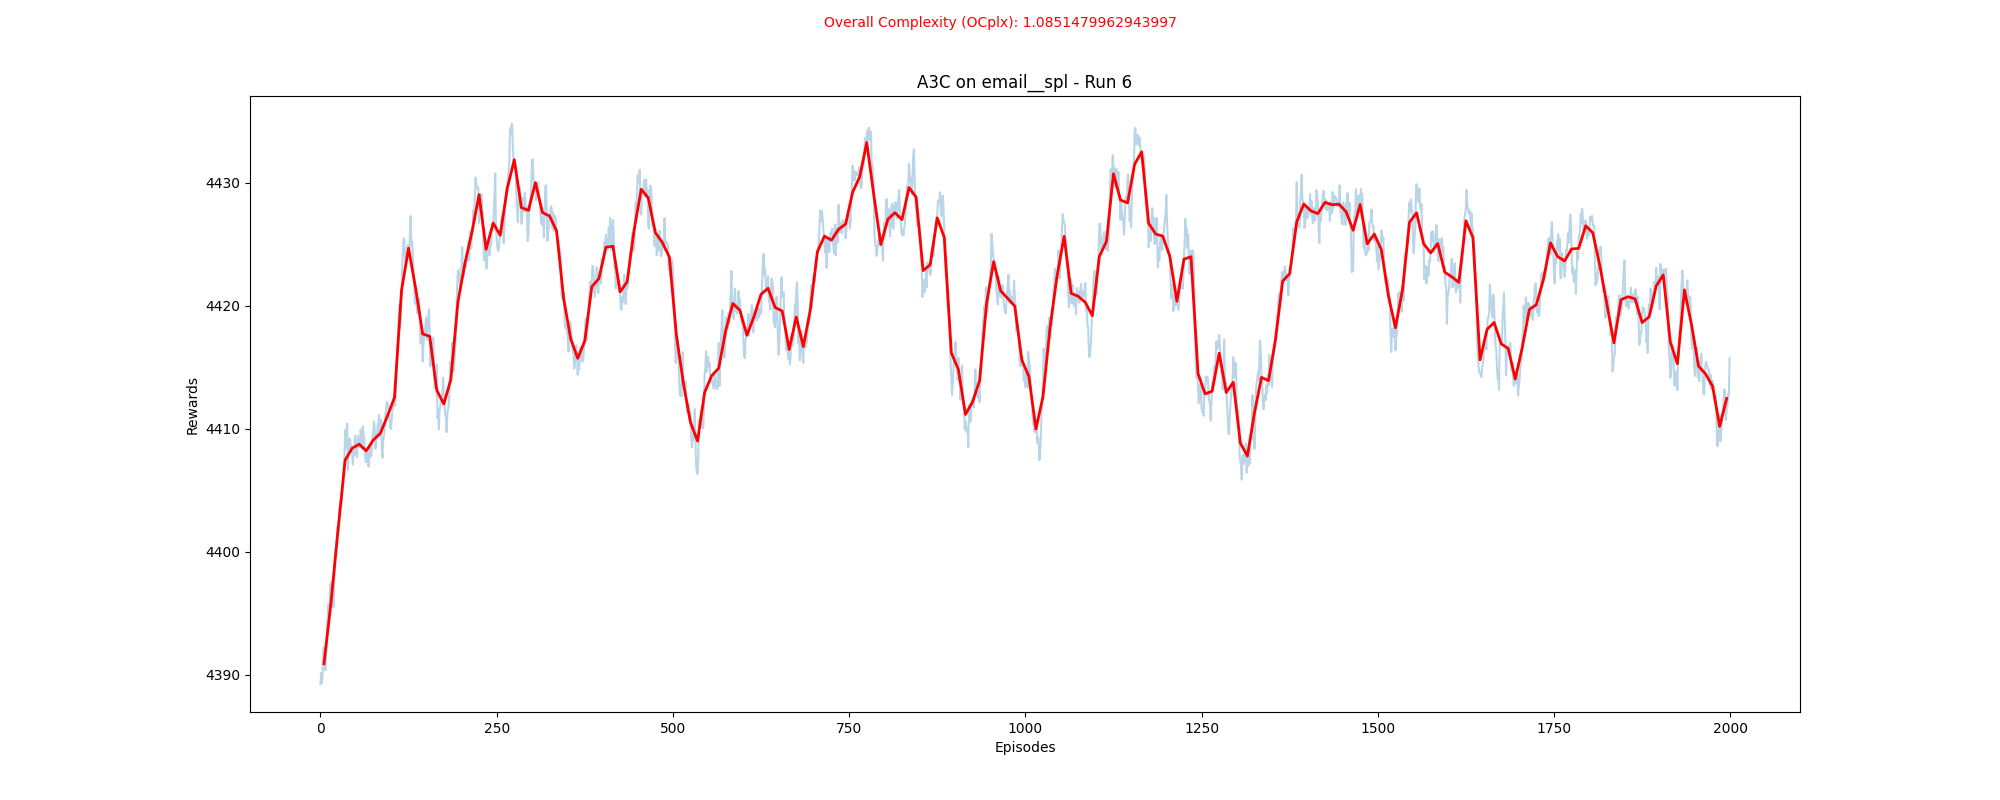 Overall Complexity (OCplx): 1.0851479962943997
A3C on email__spl - Run 6
4430
4420
4410
4400
4390
Rewards
0 250 500 750 1000 1250 1500 1750 2000
Episodes